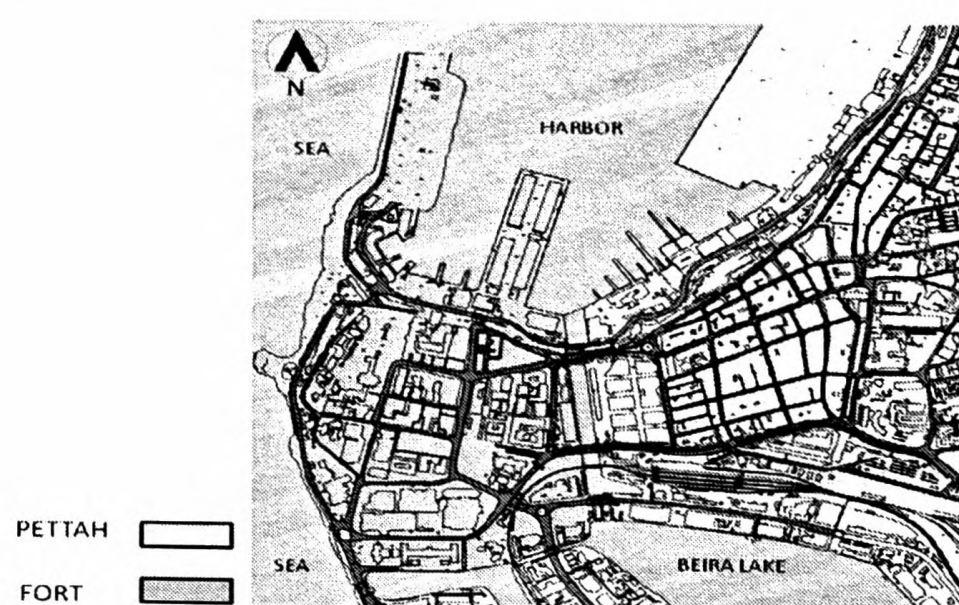 N
SEA
HARBOR
PETTAH
FORT
SEA
BEIRA LAKE